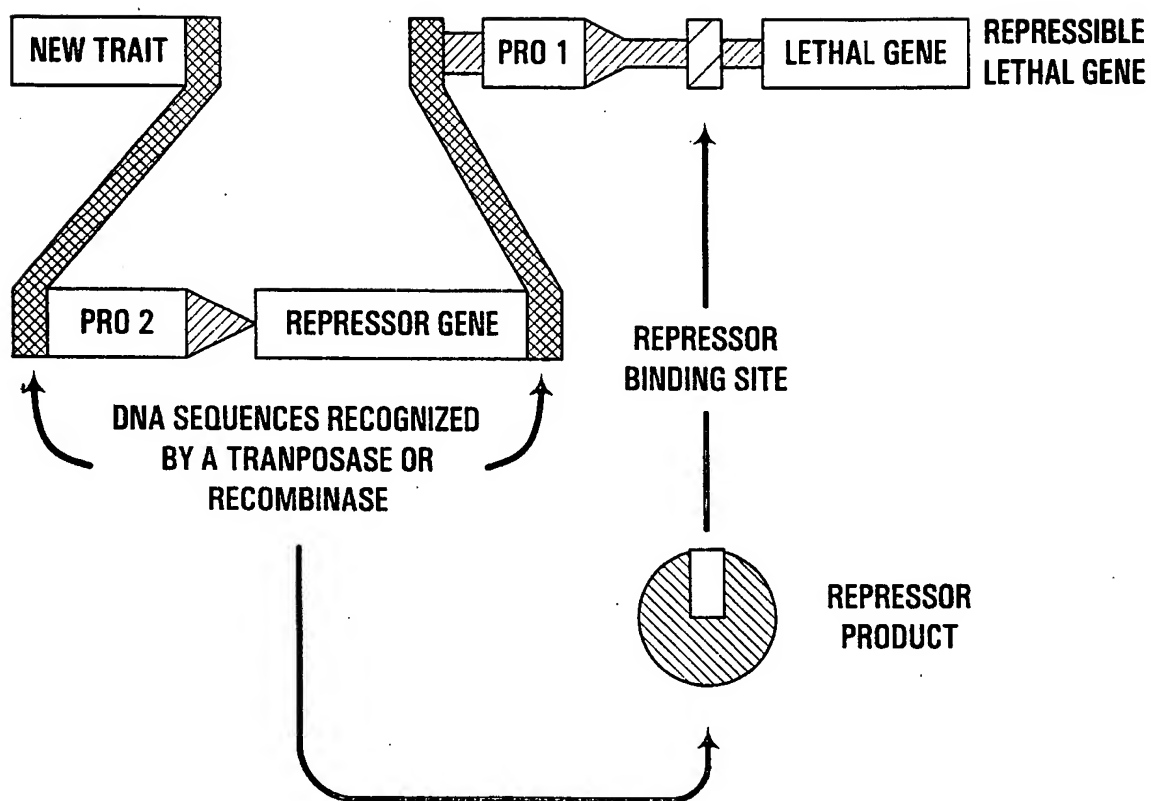 NEW TRAIT
PRO 1
LETHAL GENE
REPRESSIBLE
LETHAL GENE
PRO 2
REPRESSOR GENE
REPRESSOR
BINDING SITE
DNA SEQUENCES RECOGNIZED
BY A TRANPOSASE OR
RECOMBINASE
REPRESSOR
PRODUCT